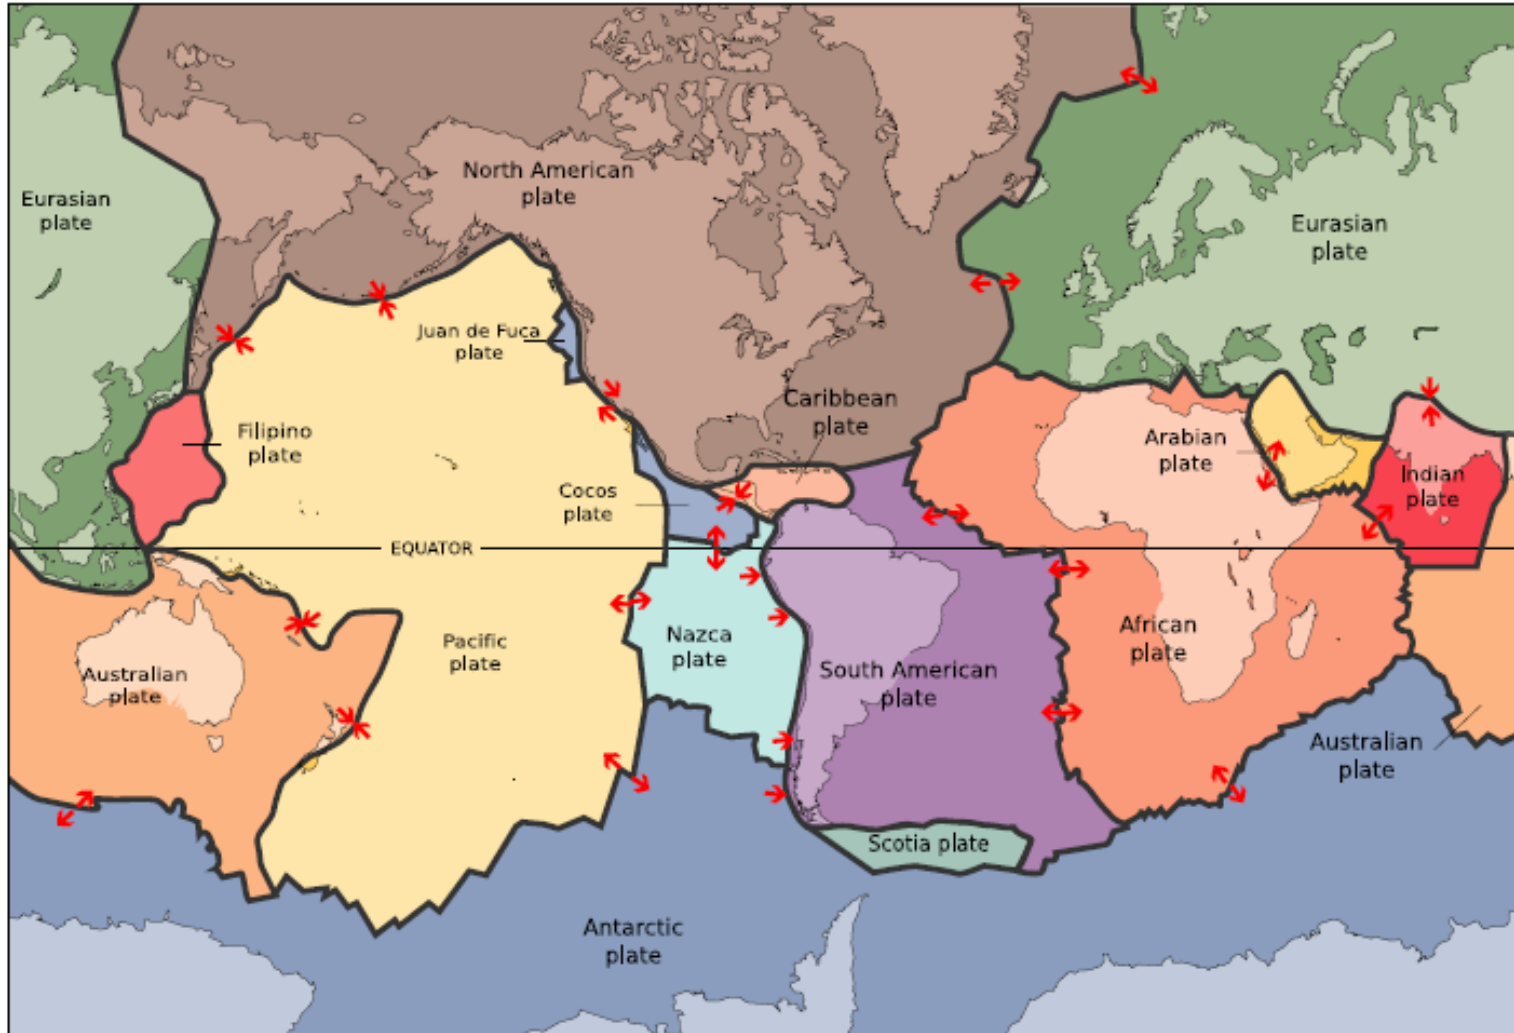 North American
plate
Eurasian
plate
Eurasian
plate
Juan de Fuca
plate
Caribbean
plate
Filipino
plate
Arabian
plate
Indian
plate
Cocos
plate
EQUATOR
Nazca
plate
African
plate
Pacific
plate
South American
plate
Australian
plate
Australian
plate
Scotia plate
Antarctic
plate